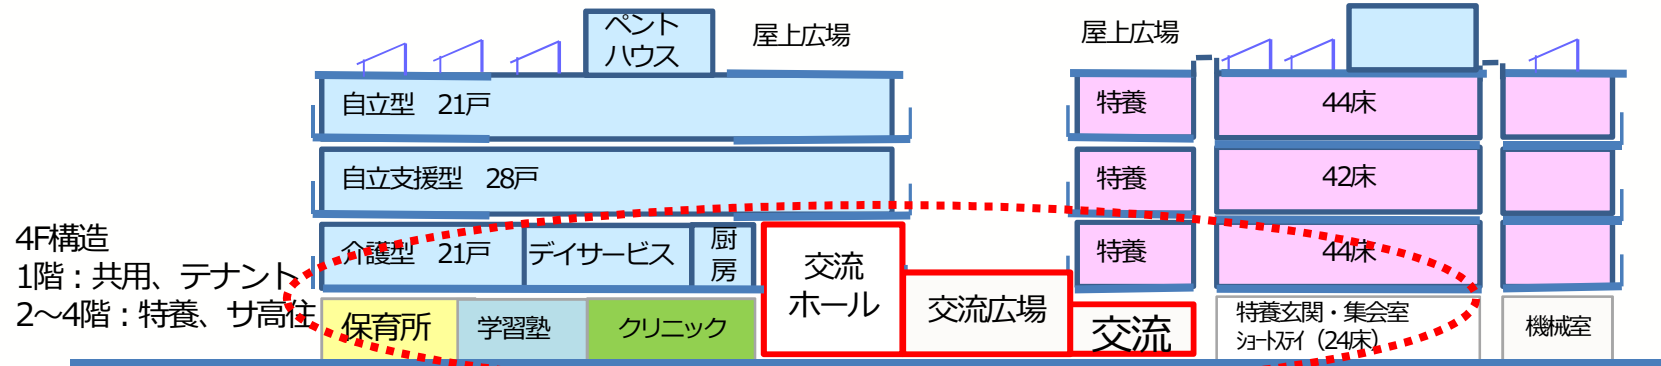 ペント
ハウス
屋上広場
屋上広場
自立型 21戸
特養
44床
自立支援型 28戸
特養
42床
4F構造
1階：共用、テナント
2～4階：特養、サ高住
介護型 21戸
デイサービス
厨
房
交流
ホール
特養
44床
保育所
学習塾
クリニック
交流広場
交流
特養玄関・集会室
ショートステイ（24床）
機械室